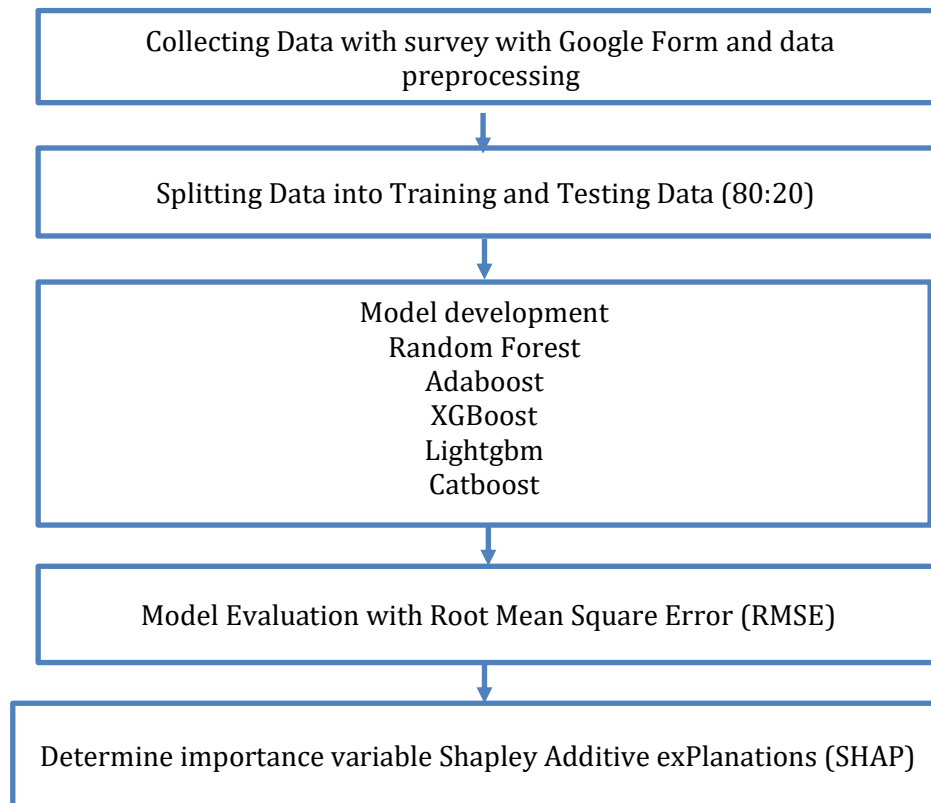 Collecting Data with survey with Google Form and data
preprocessing
Splitting Data into Training and Testing Data (80:20)
Model development
Random Forest
Adaboost
XGBoost
Lightgbm
Catboost
Model Evaluation with Root Mean Square Error (RMSE)
Determine importance variable Shapley Additive exPlanations (SHAP)